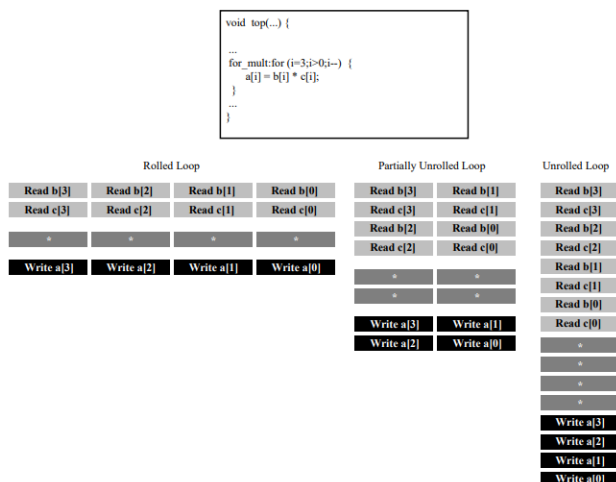 void top(...) {
...
for_mult:for (i=3;i>0;i--) {
a[i] = b[i] * c[i];
}
...
}
Rolled Loop
Read b[3] Read b[2] Read b[1] Read b[0]
Read c[3] Read c[2] Read c[1] Read c[0]
* * * *
Write a[3] Write a[2] Write a[1] Write a[0]
Partially Unrolled Loop
Read b[3] Read b[1]
Read c[3] Read c[1]
Read b[2] Read b[0]
Read c[2] Read c[0]
* *
* *
Write a[3] Write a[1]
Write a[2] Write a[0]
Unrolled Loop
Read b[3]
Read c[3]
Read b[2]
Read c[2]
Read b[1]
Read c[1]
Read b[0]
Read c[0]
*
*
*
*
Write a[3]
Write a[2]
Write a[1]
Write a[0]